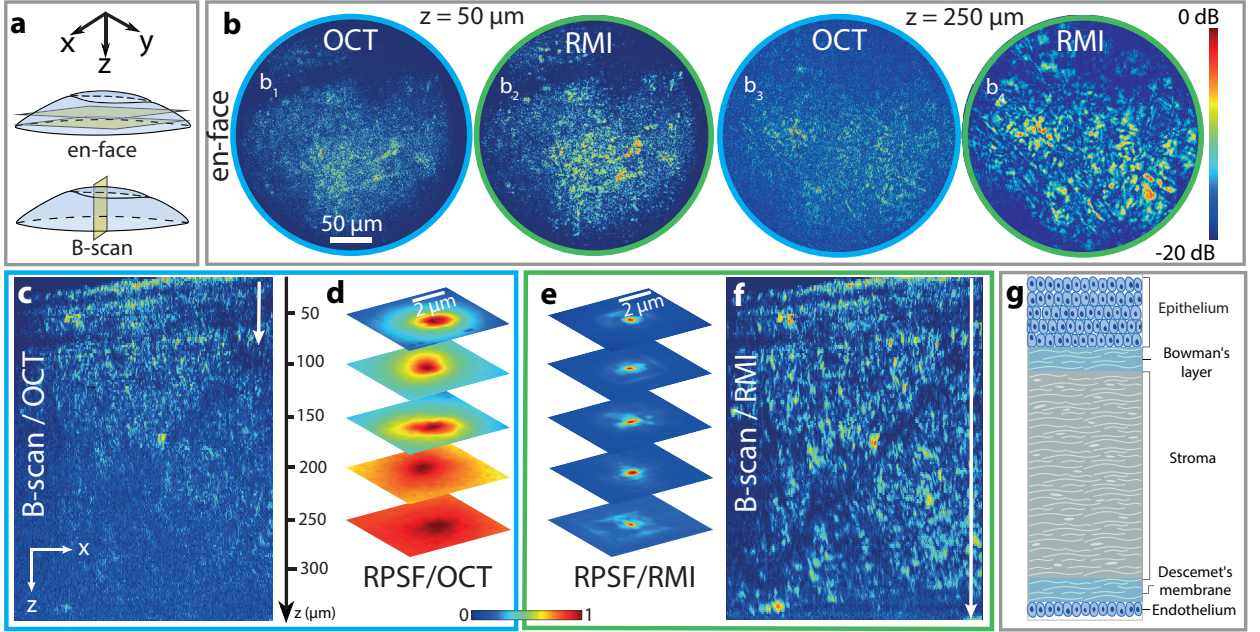 a
x
y
z
en-face
B-scan
b
en-face
z = 50 µm
z = 250 µm
OCT
RMI
OCT
RMI
b1
b2
b3
b4
50 µm
0 dB
-20 dB
c
B-scan / OCT
x
z
50
100
150
200
250
300
z (µm)
d
2 µm
RPSF/OCT
0
1
e
2 µm
RPSF/RMI
f
B-scan / RMI
g
Epithelium
Bowman's
layer
Stroma
Descemet's
membrane
Endothelium